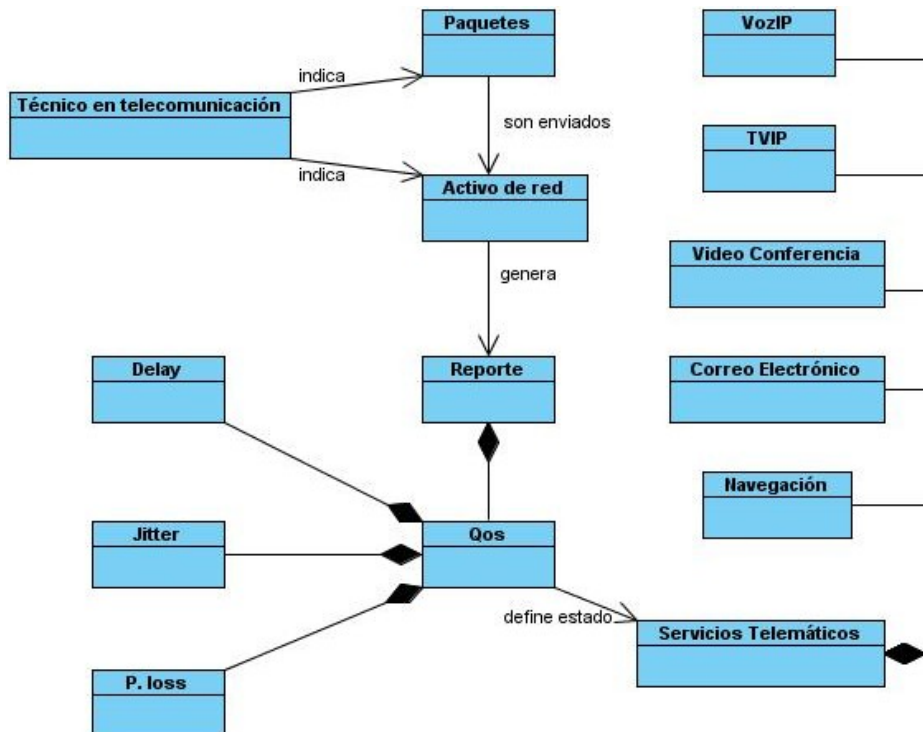 Paquetes
VozIP
indica
Técnico en telecomunicación
son enviados
TVIP
indica
Activo de red
Video Conferencia
genera
Delay
Reporte
Correo Electrónico
Navegación
Jitter
Qos
define estado
Servicios Telemáticos
P. loss